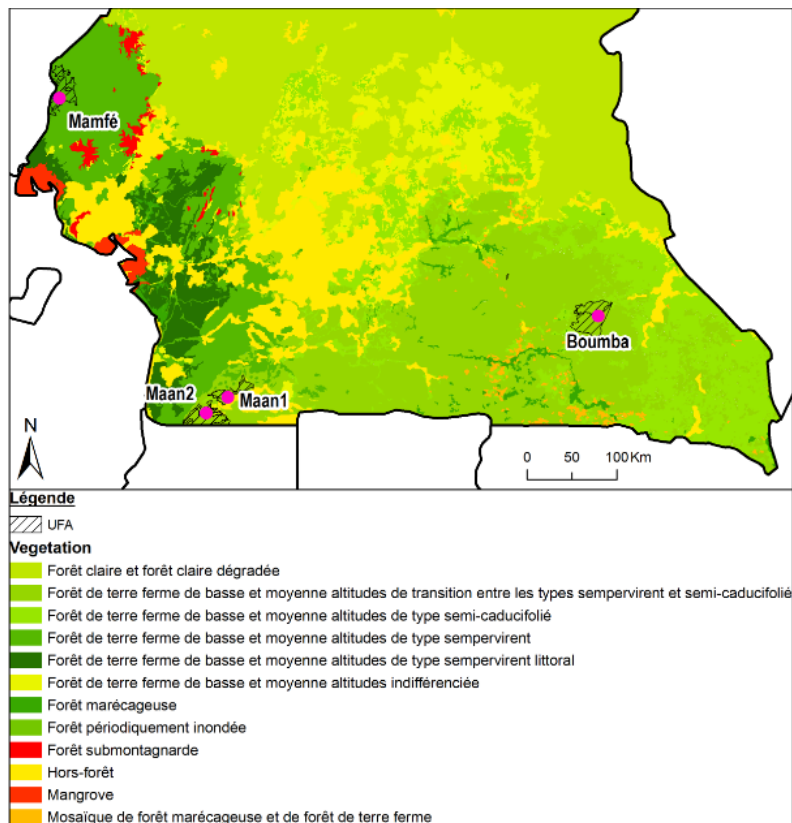 Mamfé
Boumba
Maan2
Maan1
N
0 50 100 Km
Légende
UFA
Vegetation
Forêt claire et forêt claire dégradée
Forêt de terre ferme de basse et moyenne altitudes de transition entre les types sempervirent et semi-caducifolié
Forêt de terre ferme de basse et moyenne altitudes de type semi-caducifolié
Forêt de terre ferme de basse et moyenne altitudes de type sempervirent
Forêt de terre ferme de basse et moyenne altitudes de type sempervirent littoral
Forêt de terre ferme de basse et moyenne altitudes indifférenciée
Forêt marécageuse
Forêt périodiquement inondée
Forêt submontagnarde
Hors-forêt
Mangrove
Mosaïque de forêt marécageuse et de forêt de terre ferme